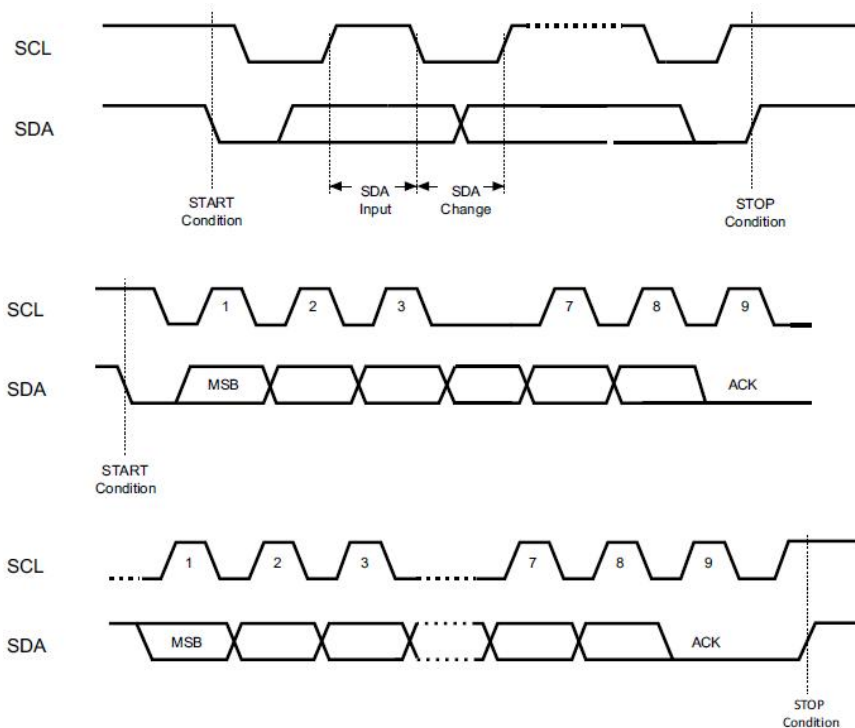 SCL
SDA
START
Condition
SDA
Input
SDA
Change
STOP
Condition
SCL
1 2 3 7 8 9
SDA
MSB ACK
START
Condition
SCL
1 2 3 7 8 9
SDA
MSB ACK
STOP
Condition